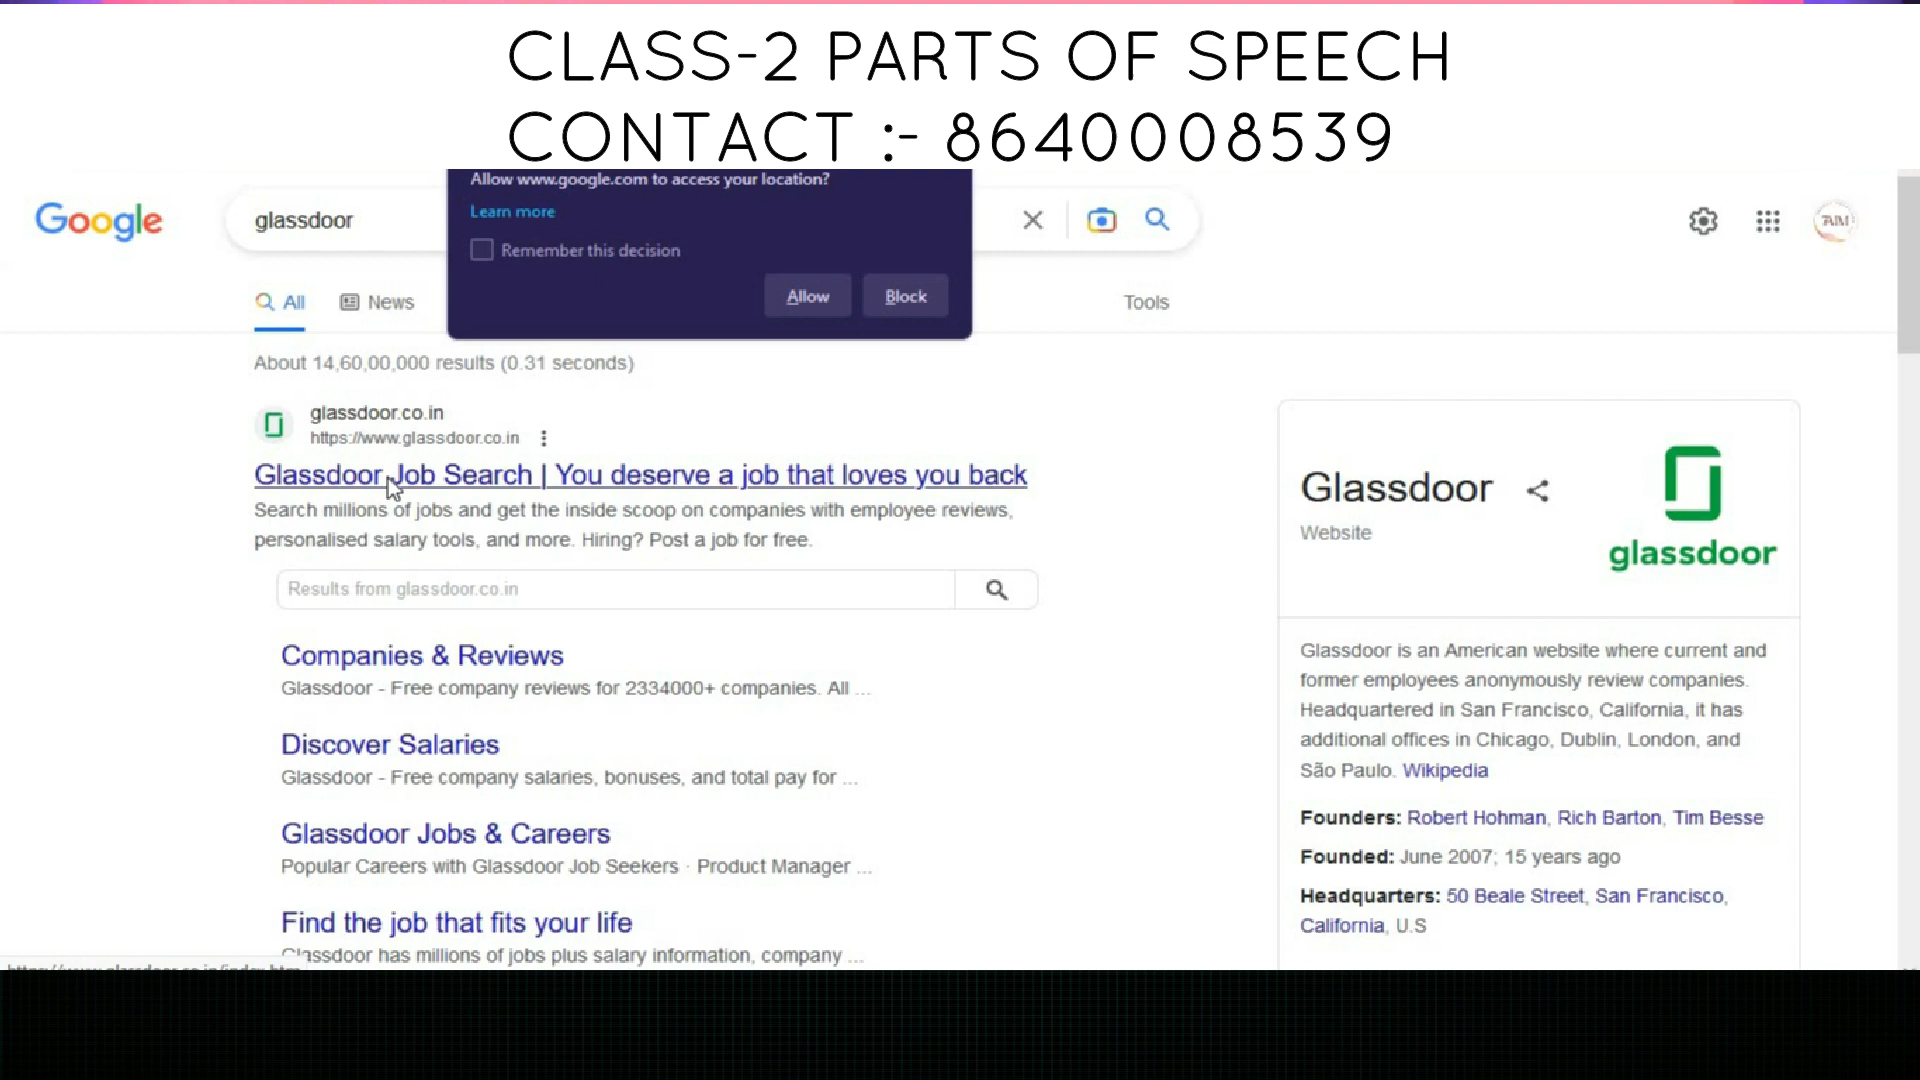 CLASS-2 PARTS OF SPEECH
CONTACT :- 8640008539
Allow www.google.com to access your location?
Learn more
Remember this decision
Allow Block
Google
glassdoor
TAIM
All News Tools
About 14,60,00,000 results (0.31 seconds)
glassdoor.co.in
https://www.glassdoor.co.in
Glassdoor Job Search | You deserve a job that loves you back
Search millions of jobs and get the inside scoop on companies with employee reviews,
personalised salary tools, and more. Hiring? Post a job for free.
Results from glassdoor.co.in
Companies & Reviews
Glassdoor - Free company reviews for 2334000+ companies. All ...
Discover Salaries
Glassdoor - Free company salaries, bonuses, and total pay for ...
Glassdoor Jobs & Careers
Popular Careers with Glassdoor Job Seekers · Product Manager ...
Find the job that fits your life
Glassdoor has millions of jobs plus salary information, company ...
https://www.glassdoor.co.in/index.htm
Glassdoor
Website
glassdoor
Glassdoor is an American website where current and
former employees anonymously review companies.
Headquartered in San Francisco, California, it has
additional offices in Chicago, Dublin, London, and
São Paulo. Wikipedia
Founders: Robert Hohman, Rich Barton, Tim Besse
Founded: June 2007; 15 years ago
Headquarters: 50 Beale Street, San Francisco,
California, U.S